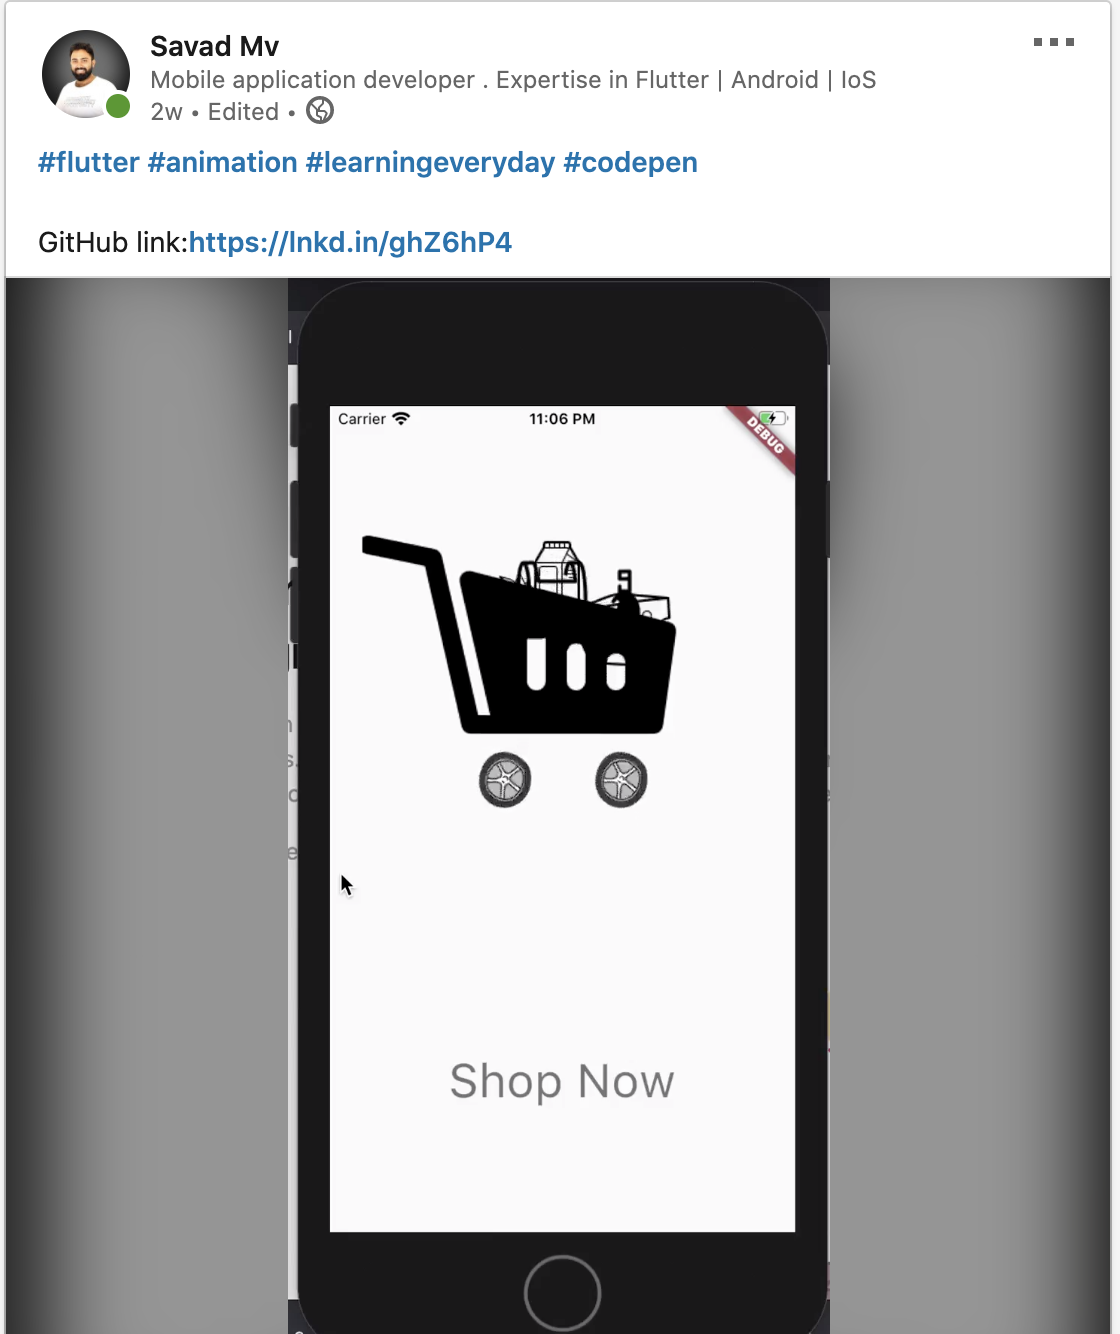 Savad Mv
Mobile application developer . Expertise in Flutter | Android | IoS
2w • Edited •
#flutter #animation #learningeveryday #codepen
GitHub link:https://lnkd.in/ghZ6hP4
Carrier 11:06 PM
DEBUG
Shop Now